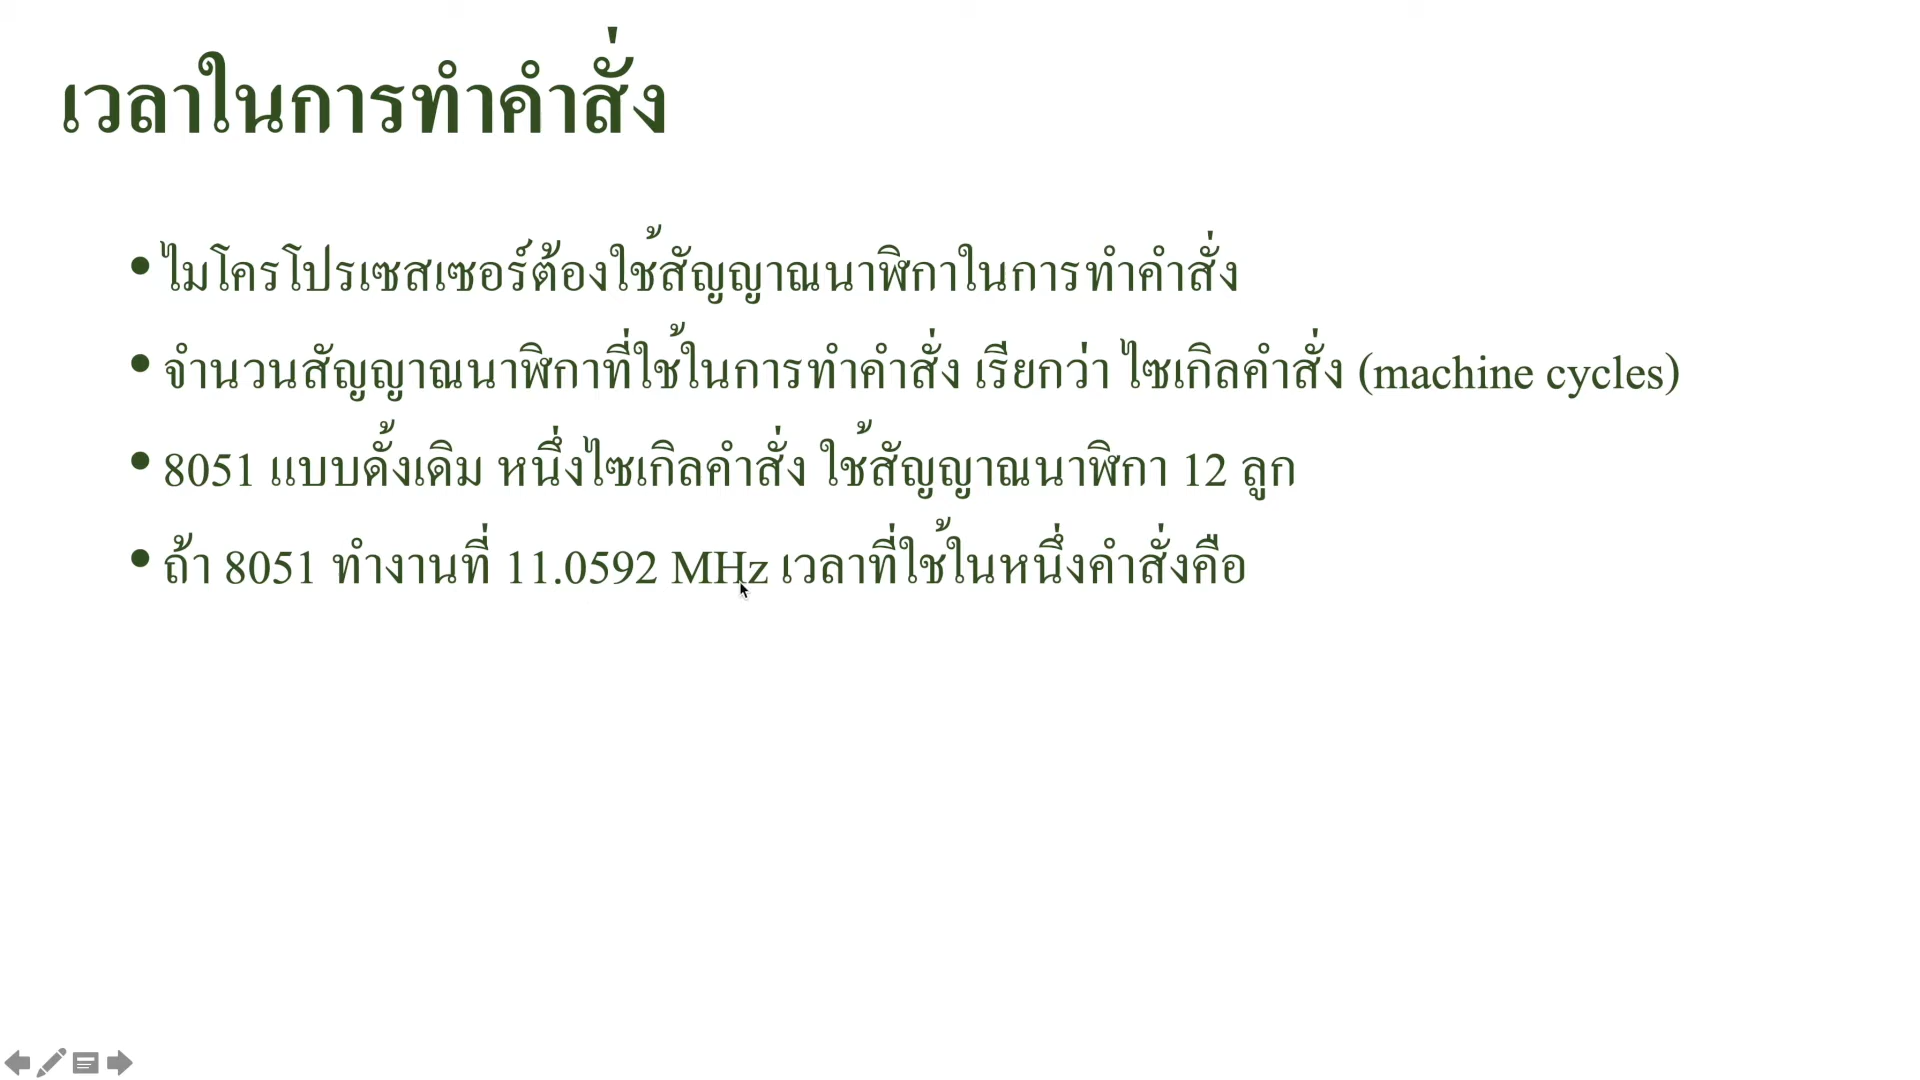 เวลาในการทำคำสั่ง
• ไมโครโปรเซสเซอร์ต้องใช้สัญญาณนาฬิกาในการทำคำสั่ง
• จำนวนสัญญาณนาฬิกาที่ใช้ในการทำคำสั่ง เรียกว่า ไซเกิลคำสั่ง (machine cycles)
• 8051 แบบดั้งเดิม หนึ่งไซเกิลคำสั่ง ใช้สัญญาณนาฬิกา 12 ลูก
• ถ้า 8051 ทำงานที่ 11.0592 MHz เวลาที่ใช้ในหนึ่งคำสั่งคือ